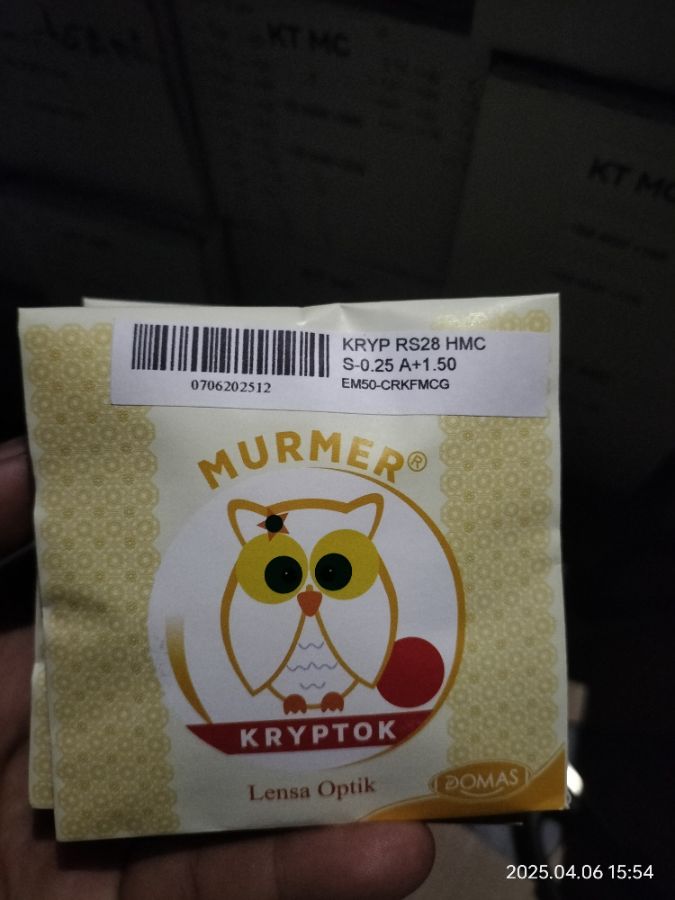 KT MC
KT MC
KRYP RS28 HMC
S-0.25 A+1.50
EM50-CRKFMCG
0706202512
MURMER®
KRYPTOK
Lensa Optik
DOMAS
2025.04.06 15:54